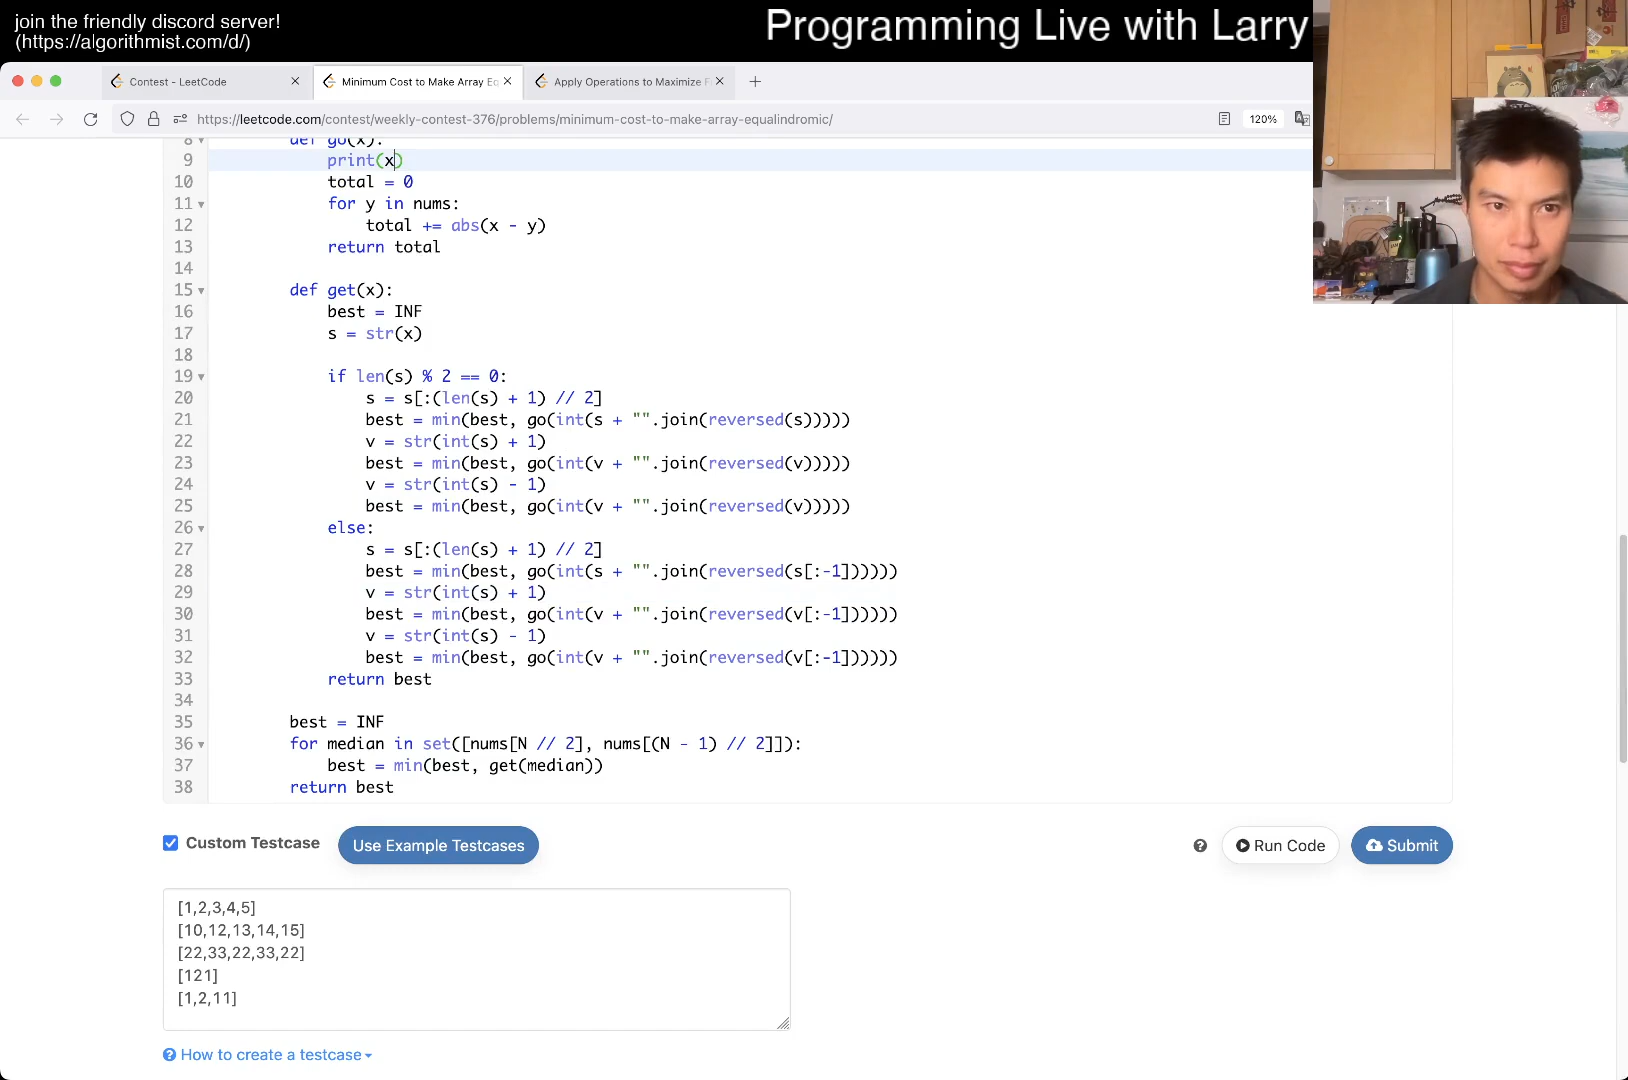 join the friendly discord server!
(https://algorithmist.com/d/)
Programming Live with Larry
Contest - LeetCode
Minimum Cost to Make Array Eq
Apply Operations to Maximize F
https://leetcode.com/contest/weekly-contest-376/problems/minimum-cost-to-make-array-equalindromic/
120%
8 def go(x):
9 print(x)
10 total = 0
11 for y in nums:
12 total += abs(x - y)
13 return total
14
15 def get(x):
16 best = INF
17 s = str(x)
18
19 if len(s) % 2 == 0:
20 s = s[:(len(s) + 1) // 2]
21 best = min(best, go(int(s + "".join(reversed(s)))))
22 v = str(int(s) + 1)
23 best = min(best, go(int(v + "".join(reversed(v)))))
24 v = str(int(s) - 1)
25 best = min(best, go(int(v + "".join(reversed(v)))))
26 else:
27 s = s[:(len(s) + 1) // 2]
28 best = min(best, go(int(s + "".join(reversed(s[:-1])))))
29 v = str(int(s) + 1)
30 best = min(best, go(int(v + "".join(reversed(v[:-1])))))
31 v = str(int(s) - 1)
32 best = min(best, go(int(v + "".join(reversed(v[:-1])))))
33 return best
34
35 best = INF
36 for median in set([nums[N // 2], nums[(N - 1) // 2]]):
37 best = min(best, get(median))
38 return best
Custom Testcase
Use Example Testcases
Run Code
Submit
[1,2,3,4,5]
[10,12,13,14,15]
[22,33,22,33,22]
[121]
[1,2,11]
How to create a testcase